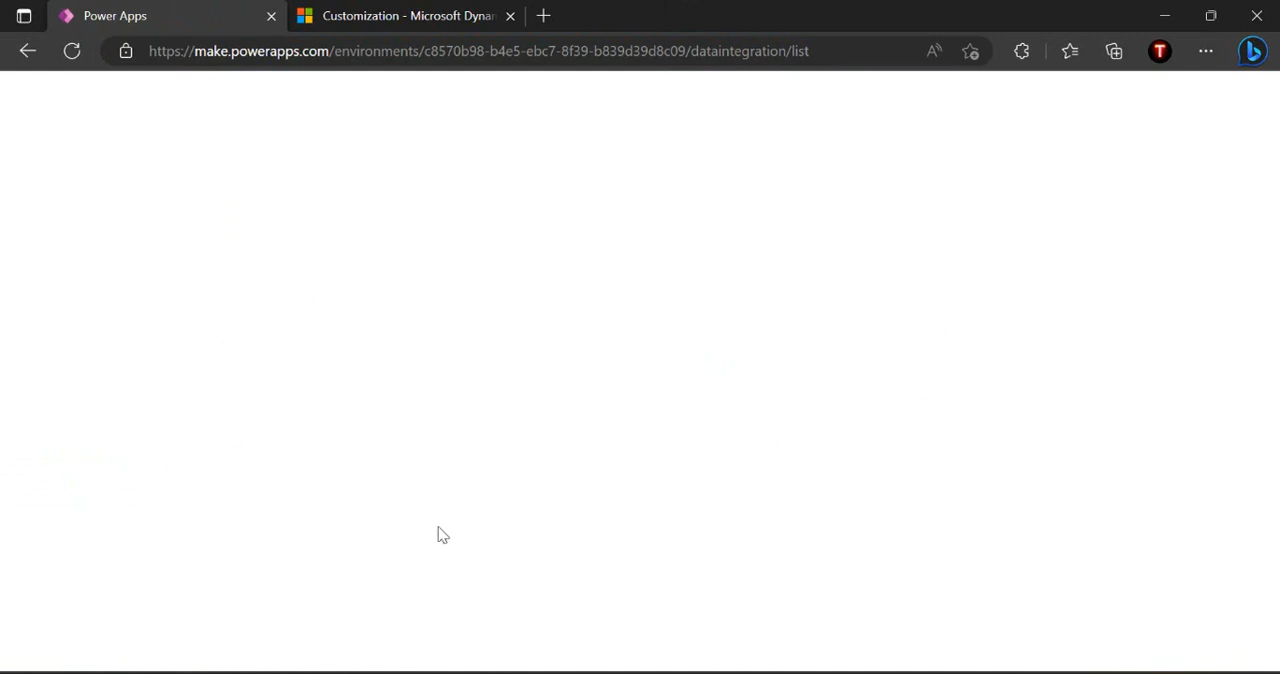 Power Apps
Customization - Microsoft Dynan
https://make.powerapps.com/environments/c8570b98-b4e5-ebc7-8f39-b839d39d8c09/dataintegration/list
A
T
b